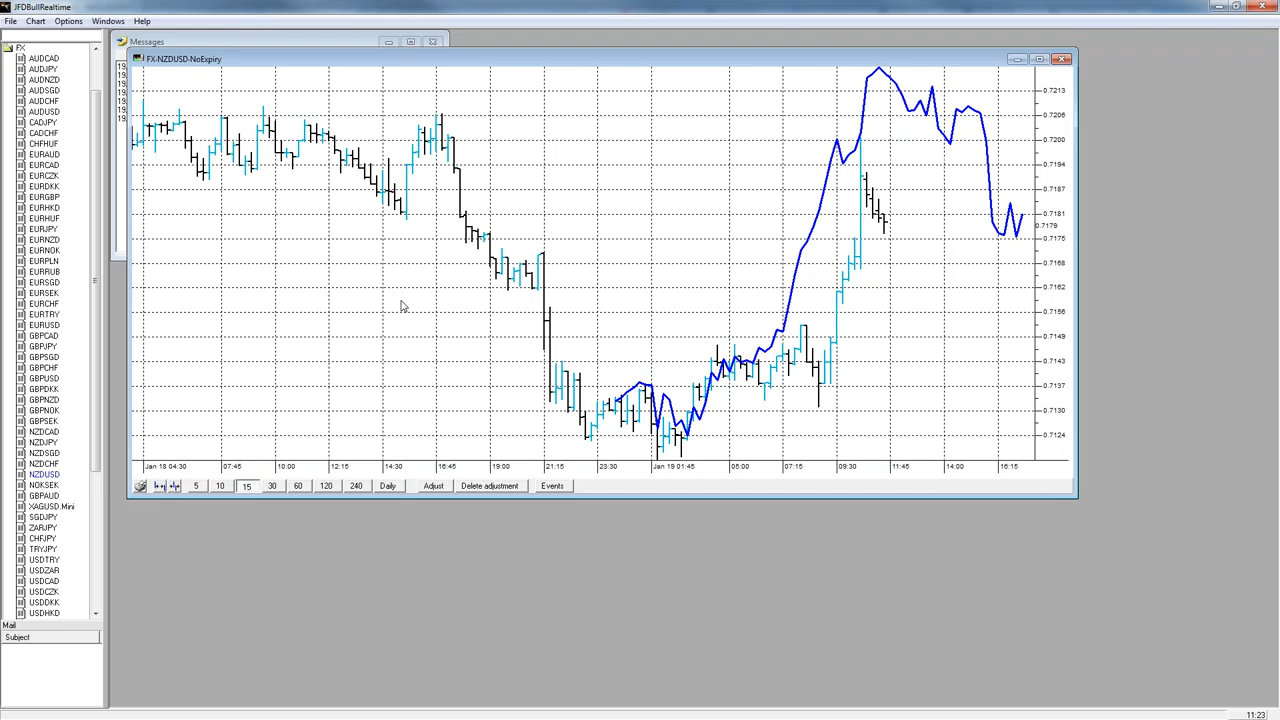 JFDBullRealtime
File Chart Options Windows Help
FX
AUDCAD
AUDJPY
AUDNZD
AUDSGD
AUDCHF
AUDUSD
CADJPY
CADCHF
CHFHUF
EURAUD
EURCAD
EURCZK
EURDKK
EURGBP
EURHKD
EURHUF
EURJPY
EURNZD
EURNOK
EURPLN
EURRUB
EURSGD
EURSEK
EURCHF
EURTRY
EURUSD
GBPCAD
GBPJPY
GBPSGD
GBPCHF
GBPUSD
GBPDKK
GBPNZD
GBPNOK
GBPSEK
NZDCAD
NZDJPY
NZDSGD
NZDCHF
NZDUSD
NOKSEK
GBPAUD
XAGUSD.Mini
SGDJPY
ZARJPY
CHFJPY
TRYJPY
USDTRY
USDZAR
USDCAD
USDCZK
USDDKK
USDHKD
Mail
Subject
Messages
19.
19.
19.
19.
19.
19.
19.
FX-NZDUSD-NoExpiry
0.7213
0.7206
0.7200
0.7194
0.7187
0.7181
0.7179
0.7175
0.7168
0.7162
0.7156
0.7149
0.7143
0.7137
0.7130
0.7124
Jan 18 04:30 07:45 10:00 12:15 14:30 16:45 19:00 21:15 23:30 Jan 19 01:45 05:00 07:15 09:30 11:45 14:00 16:15
5 10 15 30 60 120 240 Daily Adjust Delete adjustment Events
11:23